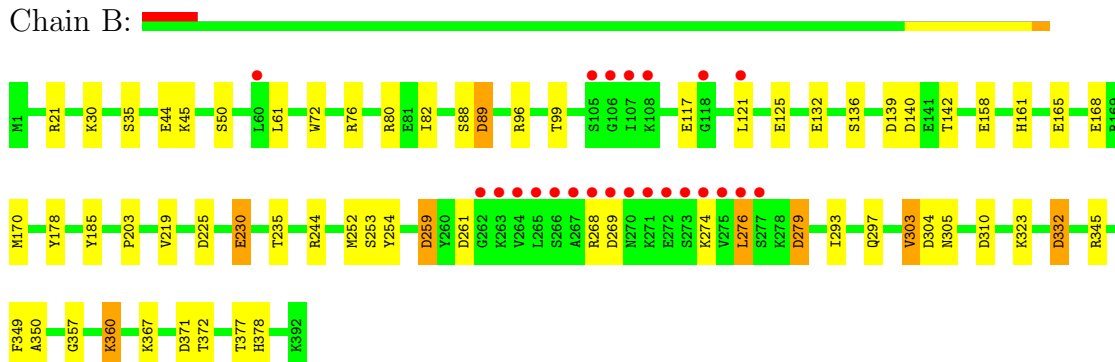 Chain B:
M1 R21 K30 S35 E44 K45 S50 L60 L61 W72 R76 R80 E81 I82 S88 D89 R96 T99 S105 G106 I107 K108 E117 G118 L121 E125 E132 S136 D139 D140 E141 T142 E158 H161 E165 E168 R169
M170 Y178 Y185 P203 V219 D225 E230 T235 R244 M252 S253 Y254 D259 Y260 D261 G262 K263 V264 L265 S266 A267 R268 D269 N270 K271 E272 S273 K274 V275 L276 S277 K278 D279 I293 Q297 V303 D304 N305 D310 K323 D332 R345
F349 A350 G357 K360 K367 D371 T372 T377 H378 K392